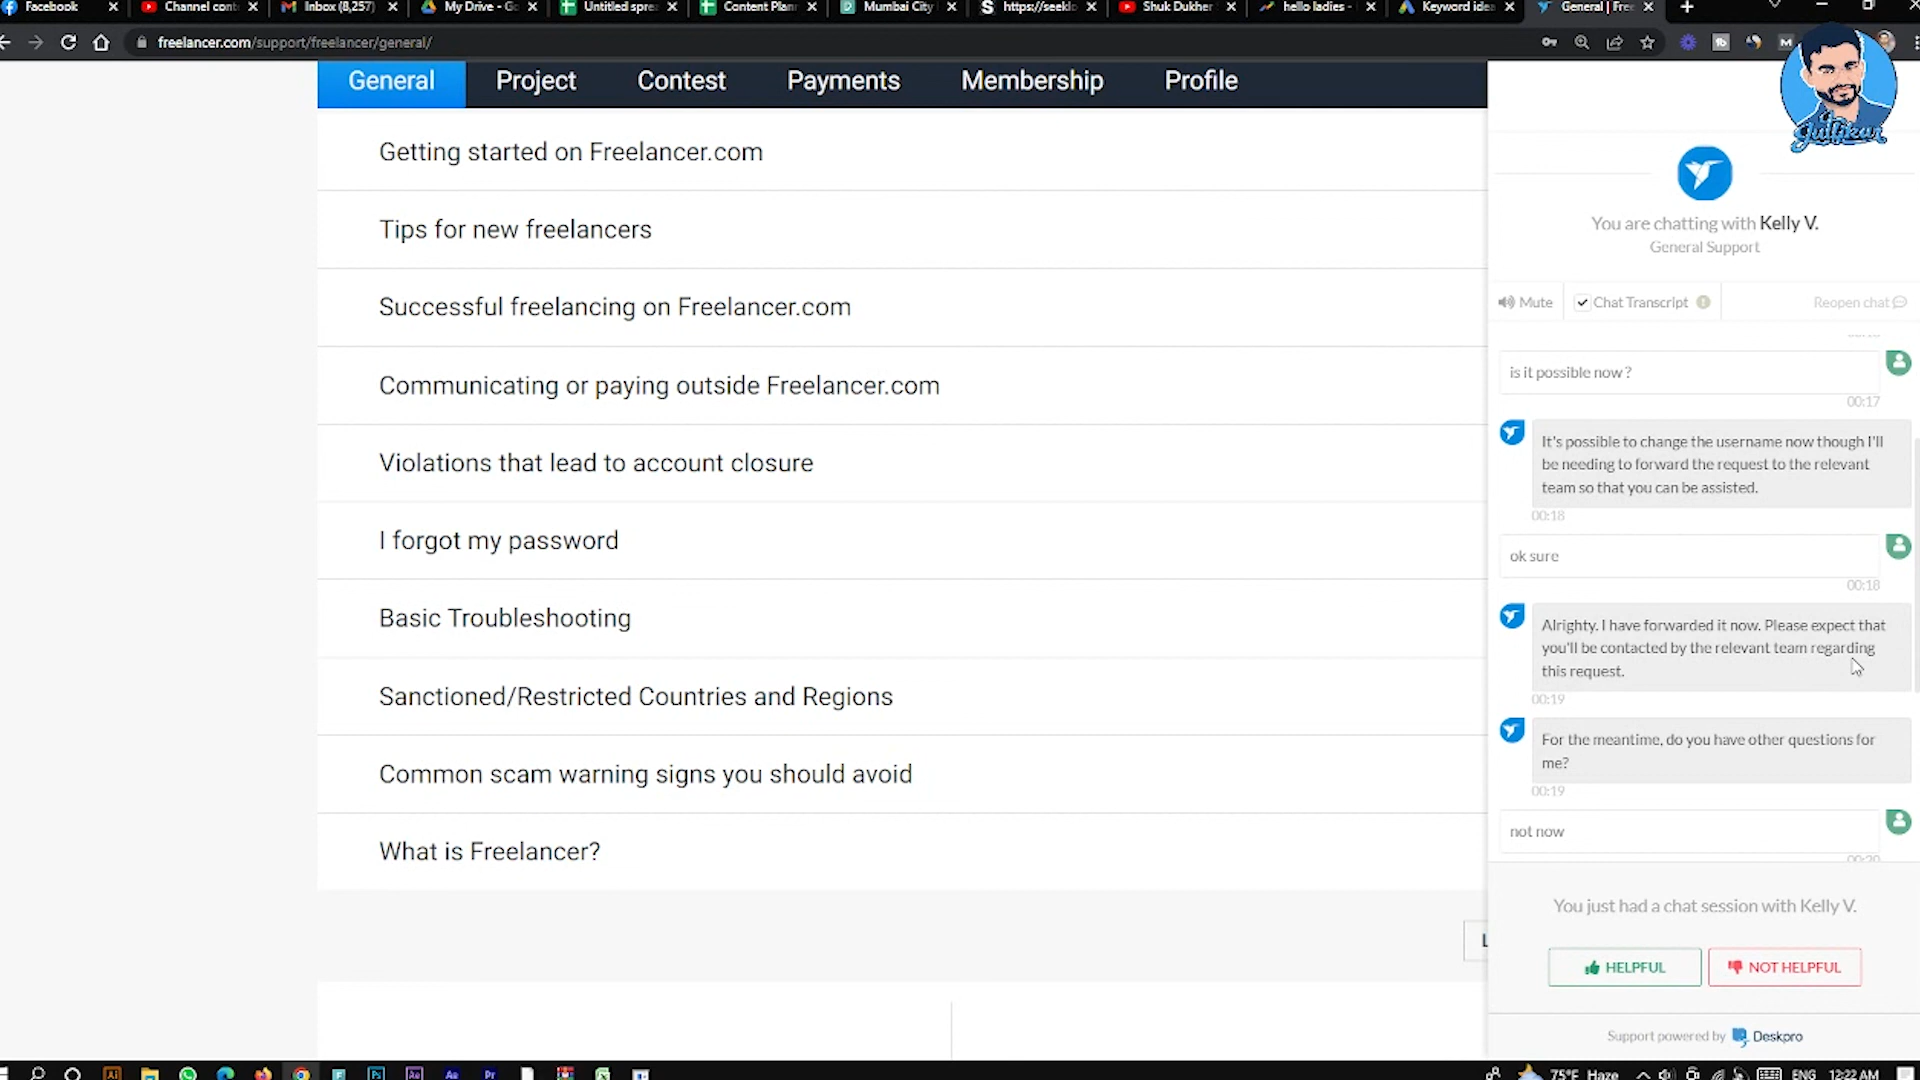 Facebook
Channel cont
Inbox (8,257)
My Drive - Go
Untitled spre
Content Plann
Mumbai City
https://seeklo
Shuk Dukher
hello ladies -
Keyword idea
General | Free
freelancer.com/support/freelancer/general/
General Project Contest Payments Membership Profile
Getting started on Freelancer.com
Tips for new freelancers
Successful freelancing on Freelancer.com
Communicating or paying outside Freelancer.com
Violations that lead to account closure
I forgot my password
Basic Troubleshooting
Sanctioned/Restricted Countries and Regions
Common scam warning signs you should avoid
What is Freelancer?
You are chatting with Kelly V.
General Support
Mute Chat Transcript Reopen chat
is it possible now ?
00:17
It's possible to change the username now though I'll
be needing to forward the request to the relevant
team so that you can be assisted.
00:18
ok sure
00:18
Alrighty. I have forwarded it now. Please expect that
you'll be contacted by the relevant team regarding
this request.
00:19
For the meantime, do you have other questions for
me?
00:19
not now
00:20
You just had a chat session with Kelly V.
HELPFUL NOT HELPFUL
Support powered by Deskpro
75°F Haze ENG 12:22 AM